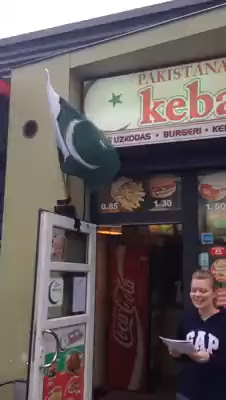 PAKISTANA
keba
UZKODAS • BURGERI • KE
0.85
1.30
1.50
Coca-Cola
GAP